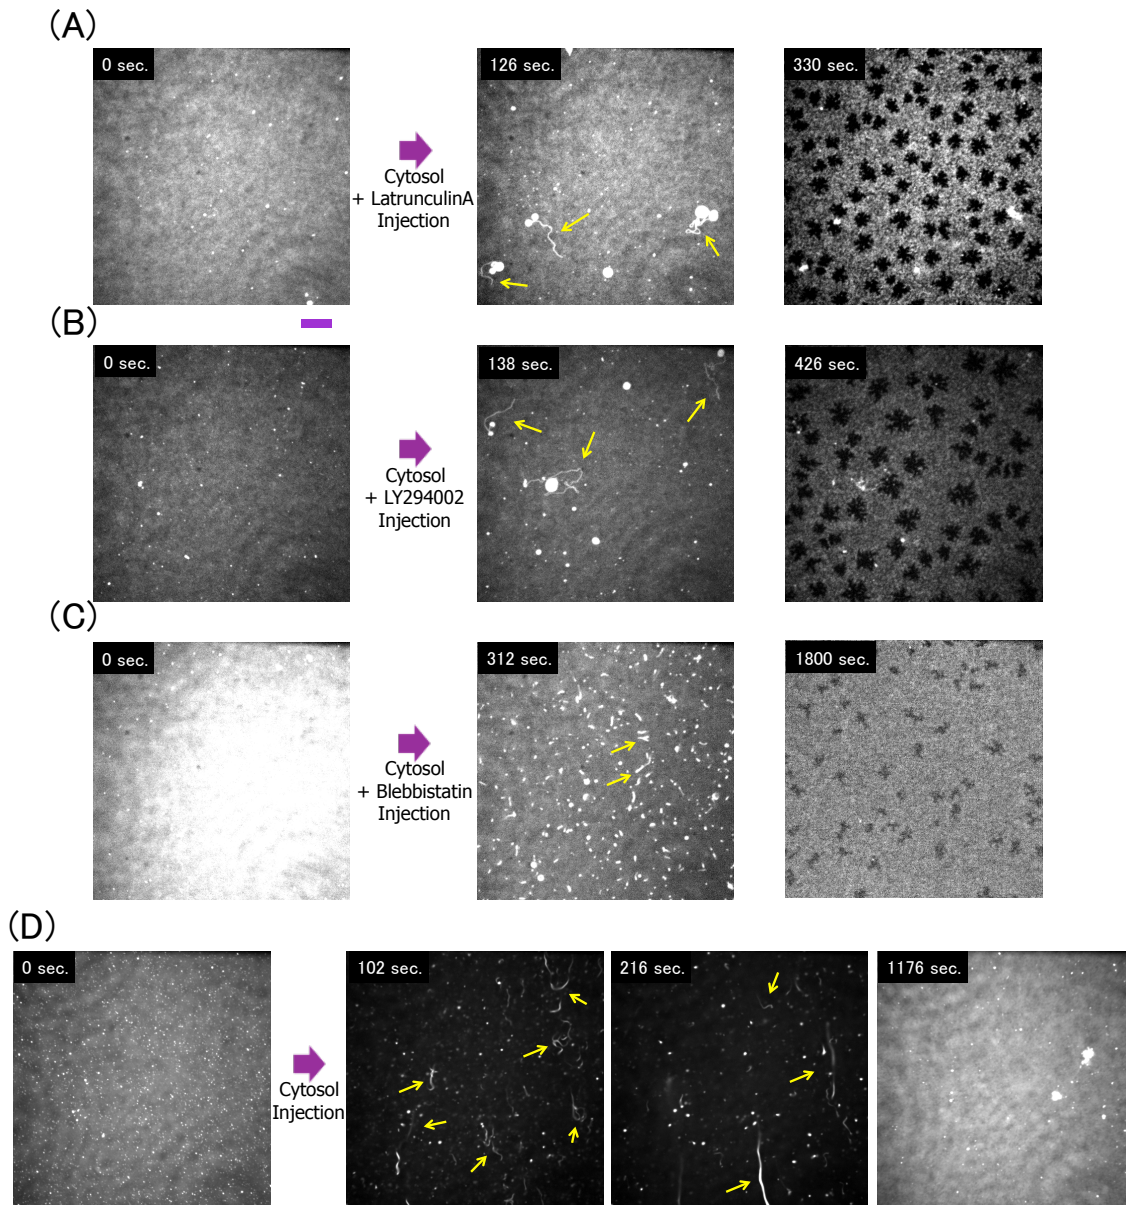 (A)
0 sec.
126 sec.
330 sec.
Cytosol
+ LatrunculinA
Injection
(B)
0 sec.
138 sec.
426 sec.
Cytosol
+ LY294002
Injection
(C)
0 sec.
312 sec.
1800 sec.
Cytosol
+ Blebbistatin
Injection
(D)
0 sec.
102 sec.
216 sec.
1176 sec.
Cytosol
Injection